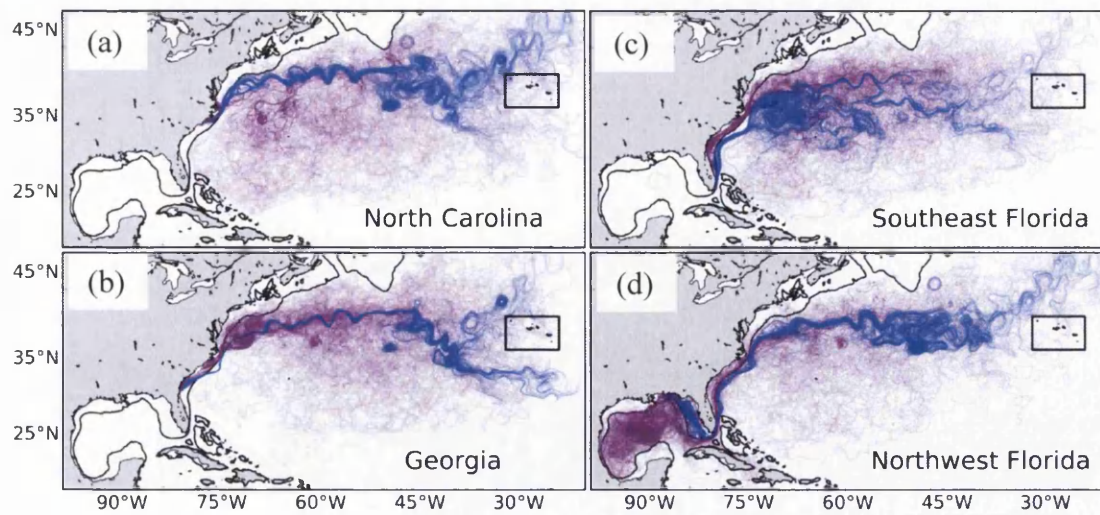 45°N
35°N
25°N
(a)
North Carolina
(c)
Southeast Florida
45°N
35°N
25°N
(b)
Georgia
(d)
Northwest Florida
90°W 75°W 60°W 45°W 30°W
90°W 75°W 60°W 45°W 30°W